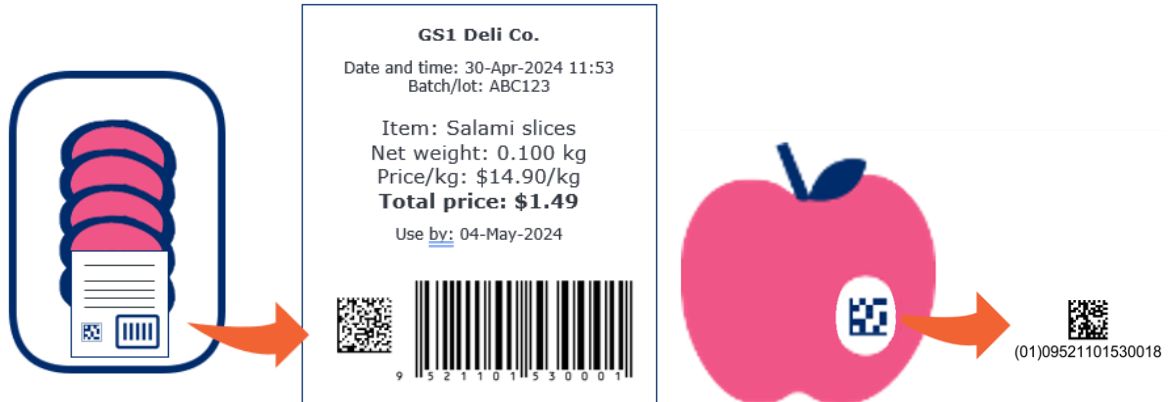 GS1 Deli Co.
Date and time: 30-Apr-2024 11:53
Batch/lot: ABC123
Item: Salami slices
Net weight: 0.100 kg
Price/kg: $14.90/kg
Total price: $1.49
Use by: 04-May-2024
9 521101 530001
(01)09521101530018